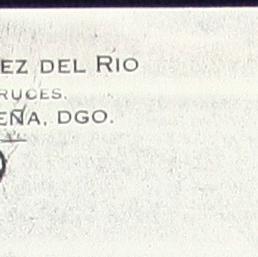 EZ DEL RIO
RUCES.
EÑA, DGO.